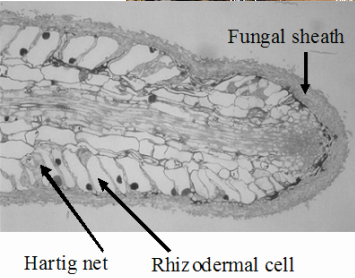 Fungal sheath
Hartig net
Rhizodermal cell